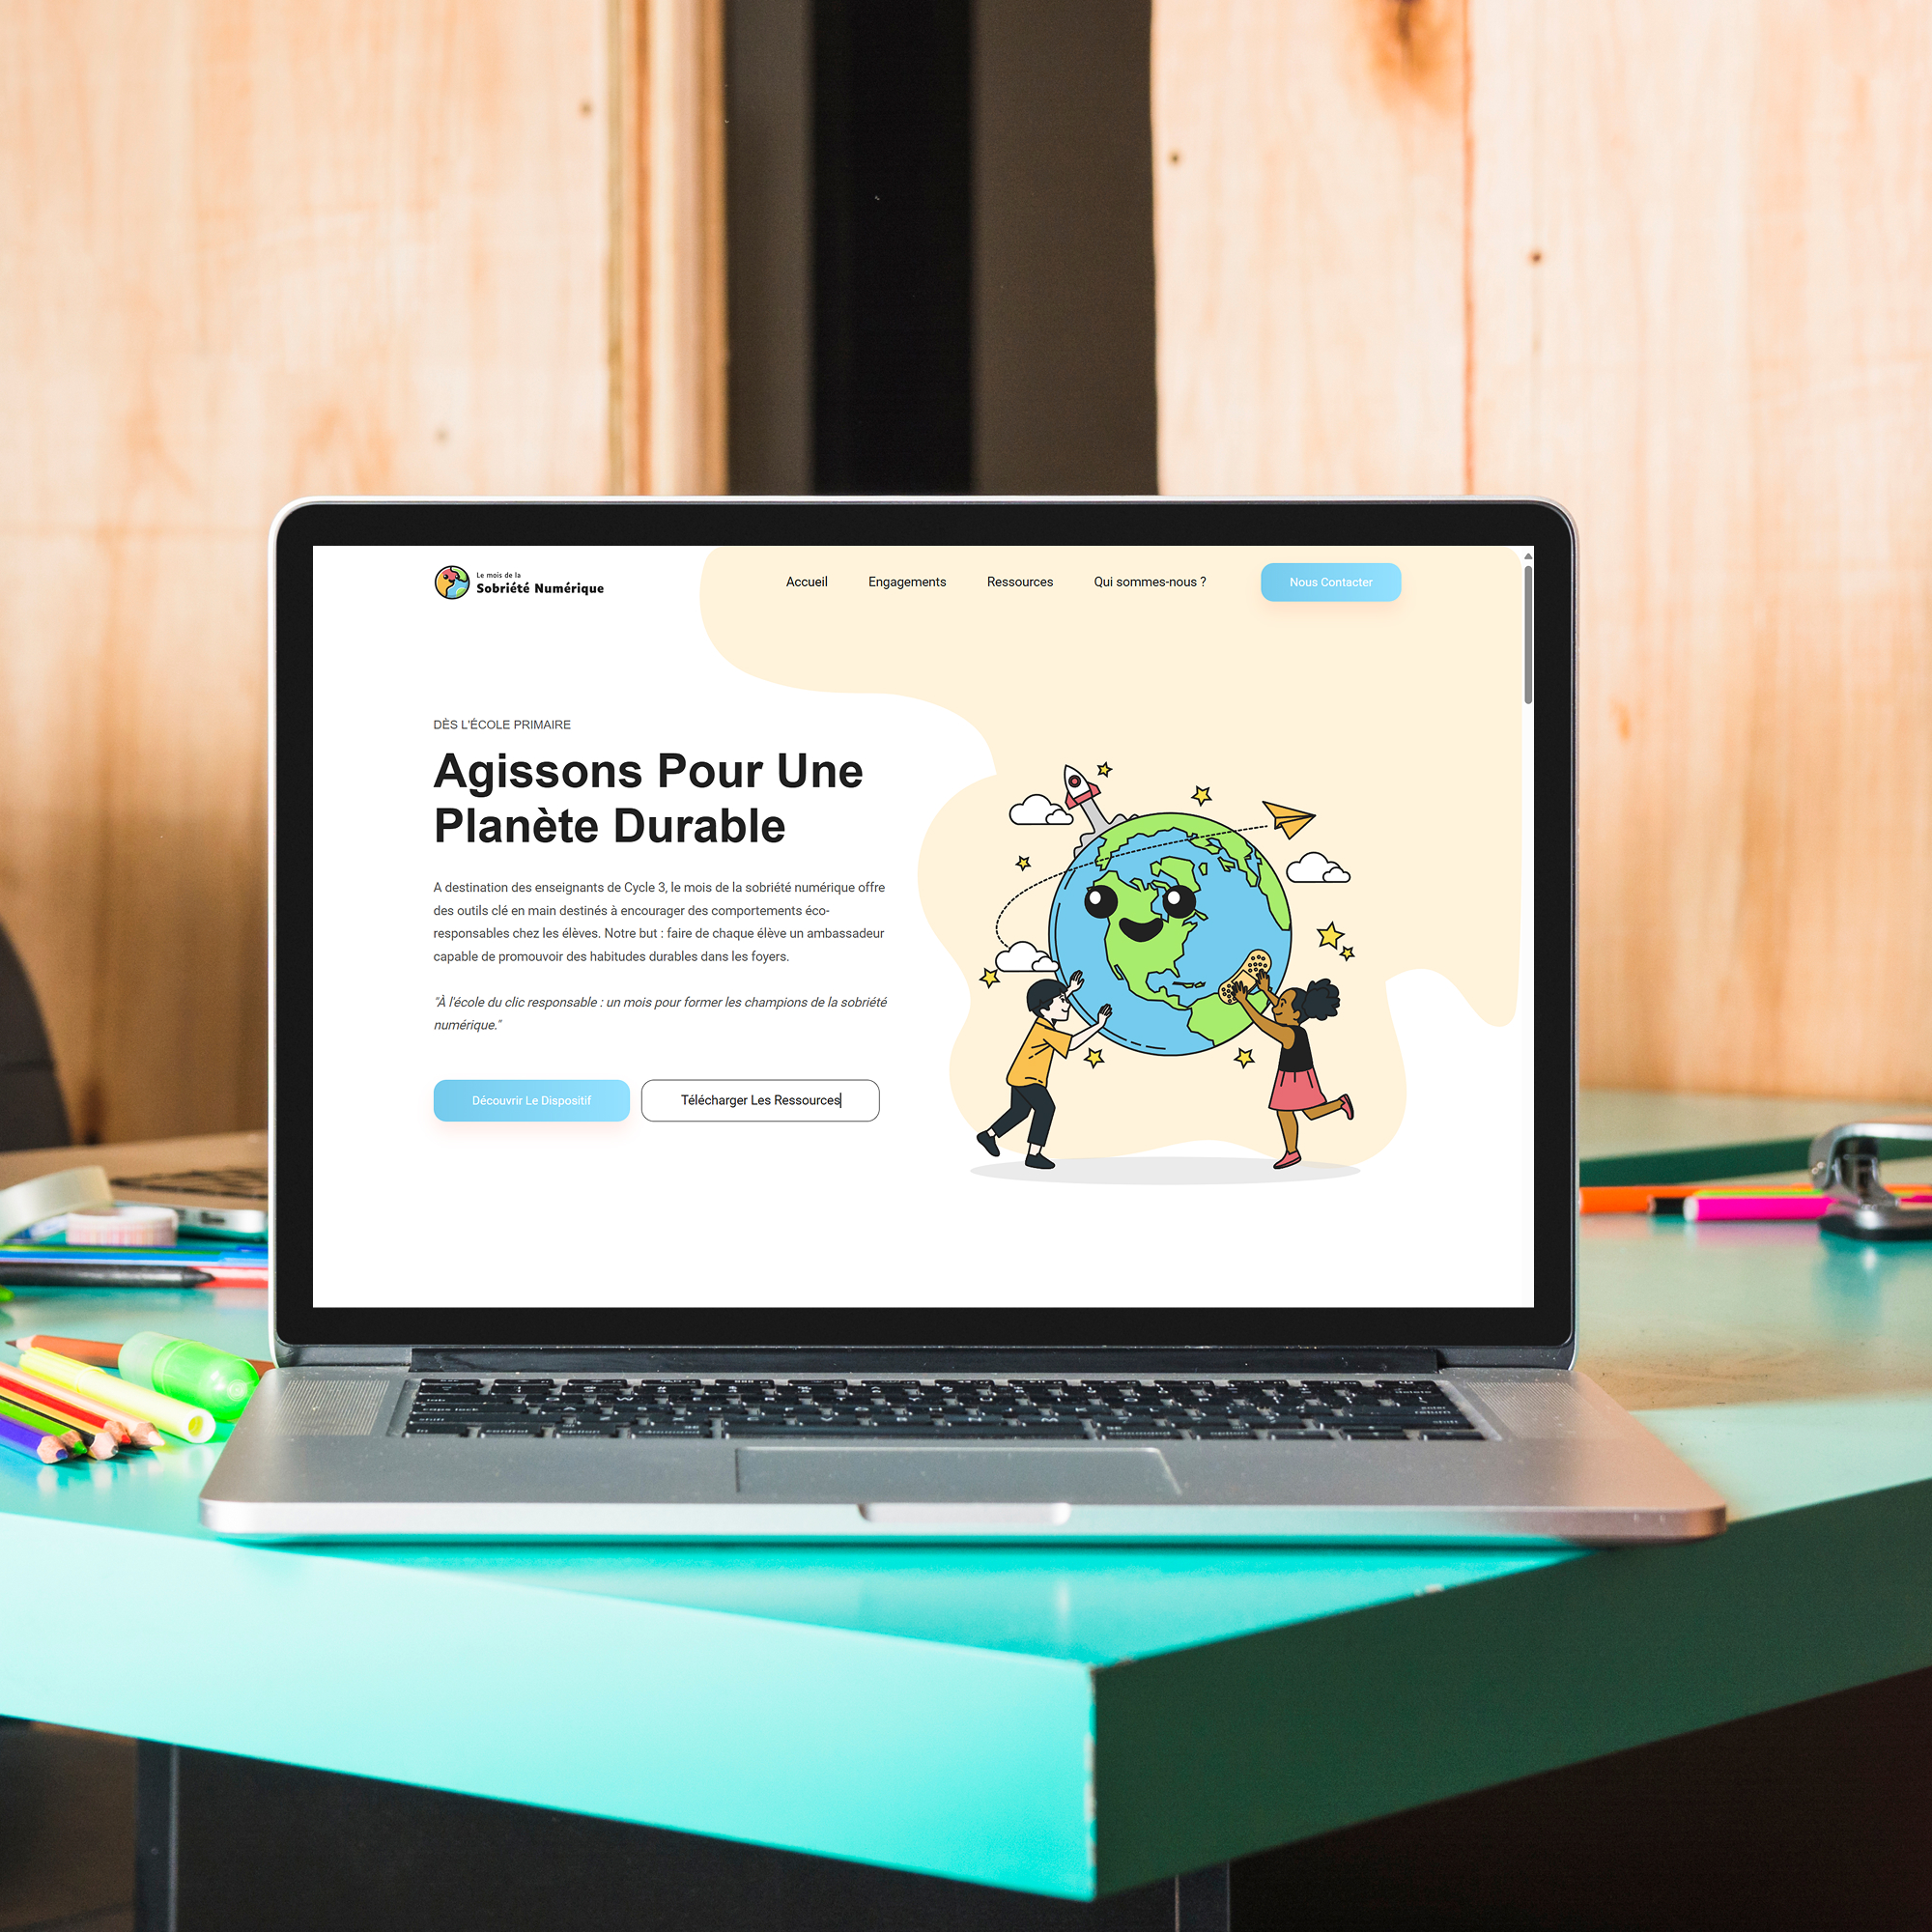 Le mois de la
Sobriété Numérique
Accueil
Engagements
Ressources
Qui sommes-nous ?
Nous Contacter
DÈS L'ÉCOLE PRIMAIRE
Agissons Pour Une
Planète Durable
A destination des enseignants de Cycle 3, le mois de la sobriété numérique offre
des outils clé en main destinés à encourager des comportements éco-
responsables chez les élèves. Notre but : faire de chaque élève un ambassadeur
capable de promouvoir des habitudes durables dans les foyers.
"À l'école du clic responsable : un mois pour former les champions de la sobriété
numérique."
Découvrir Le Dispositif
Télécharger Les Ressources